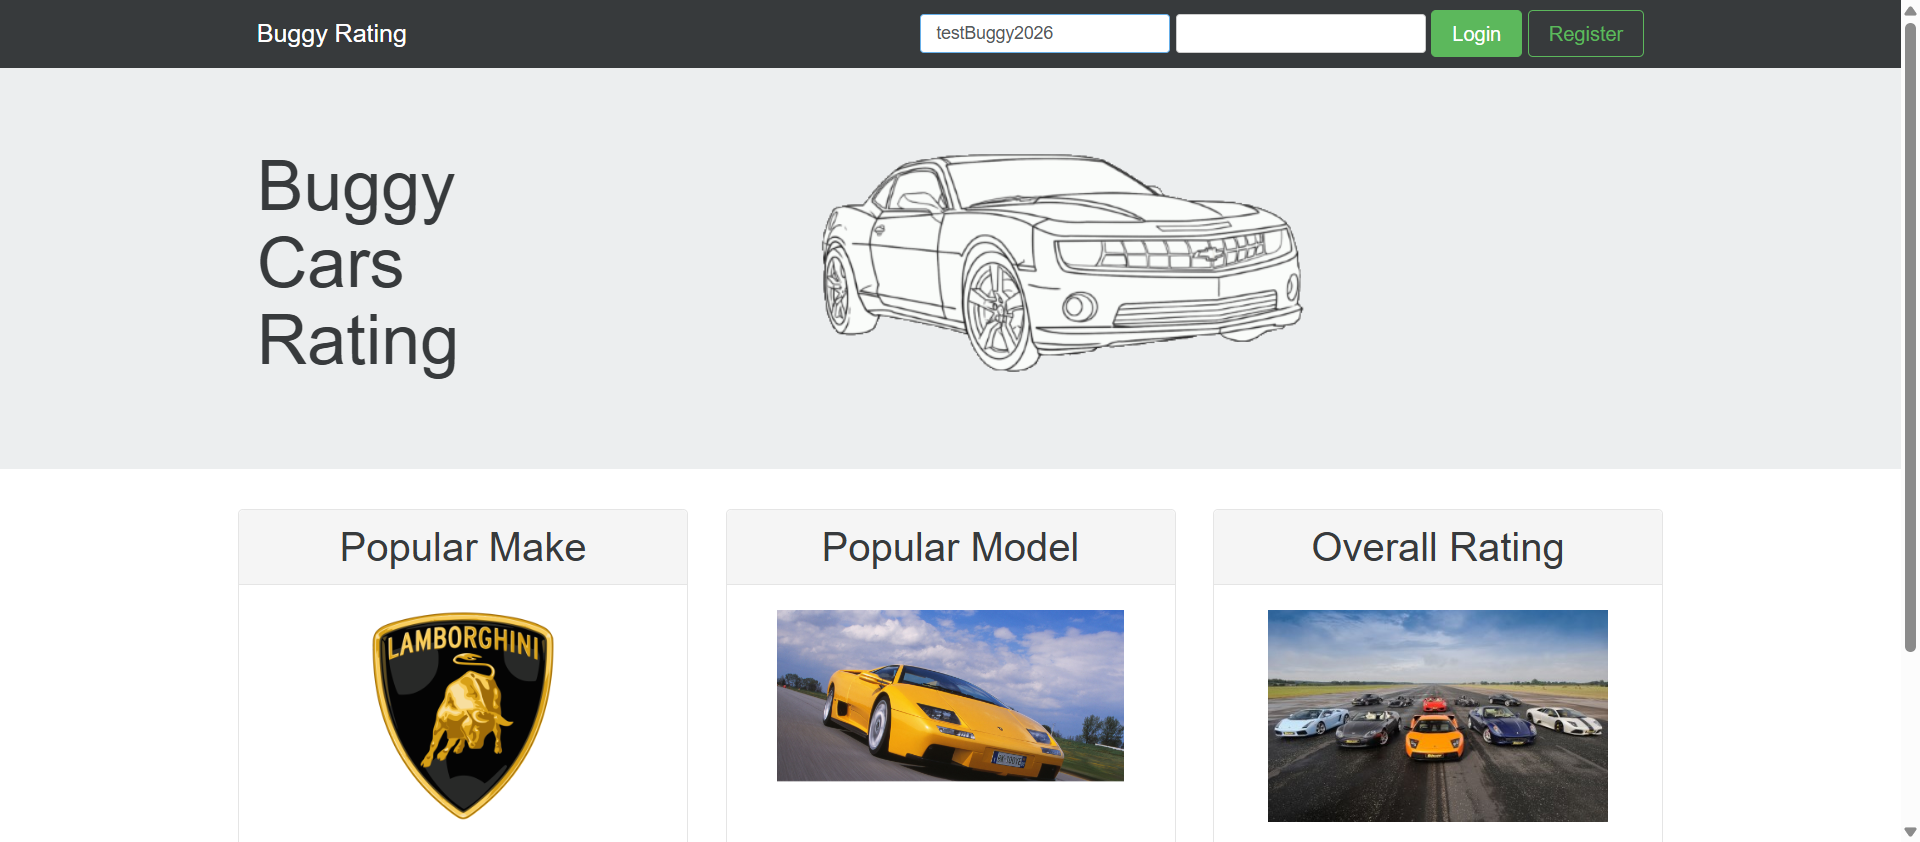 Buggy Rating
testBuggy2026
Login
Register
Buggy
Cars
Rating
Popular Make
Popular Model
Overall Rating
LAMBORGHINI